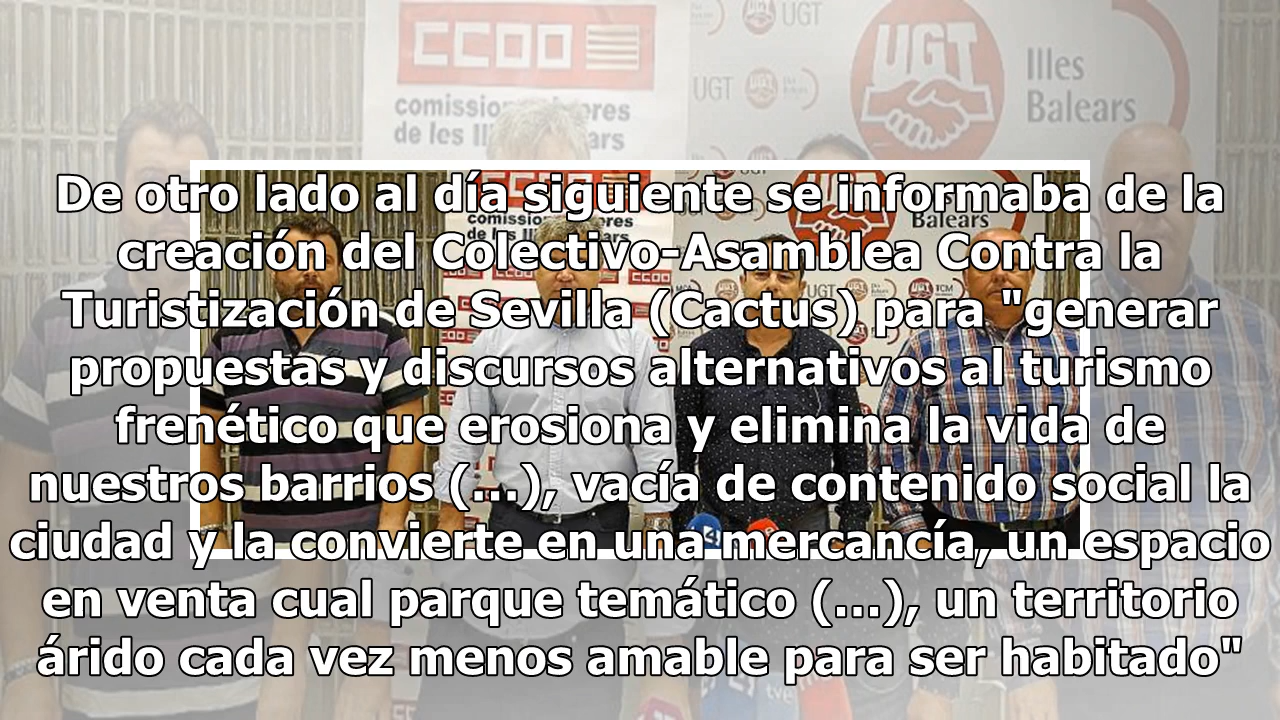 CCOO
comissions obreres
de les Illes Balears
UGT
UGT
UGT
Illes
Balears
De otro lado al día siguiente se informaba de la
creación del Colectivo-Asamblea Contra la
Turistización de Sevilla (Cactus) para "generar
propuestas y discursos alternativos al turismo
frenético que erosiona y elimina la vida de
nuestros barrios (...), vacía de contenido social la
ciudad y la convierte en una mercancía, un espacio
en venta cual parque temático (...), un territorio
árido cada vez menos amable para ser habitado"